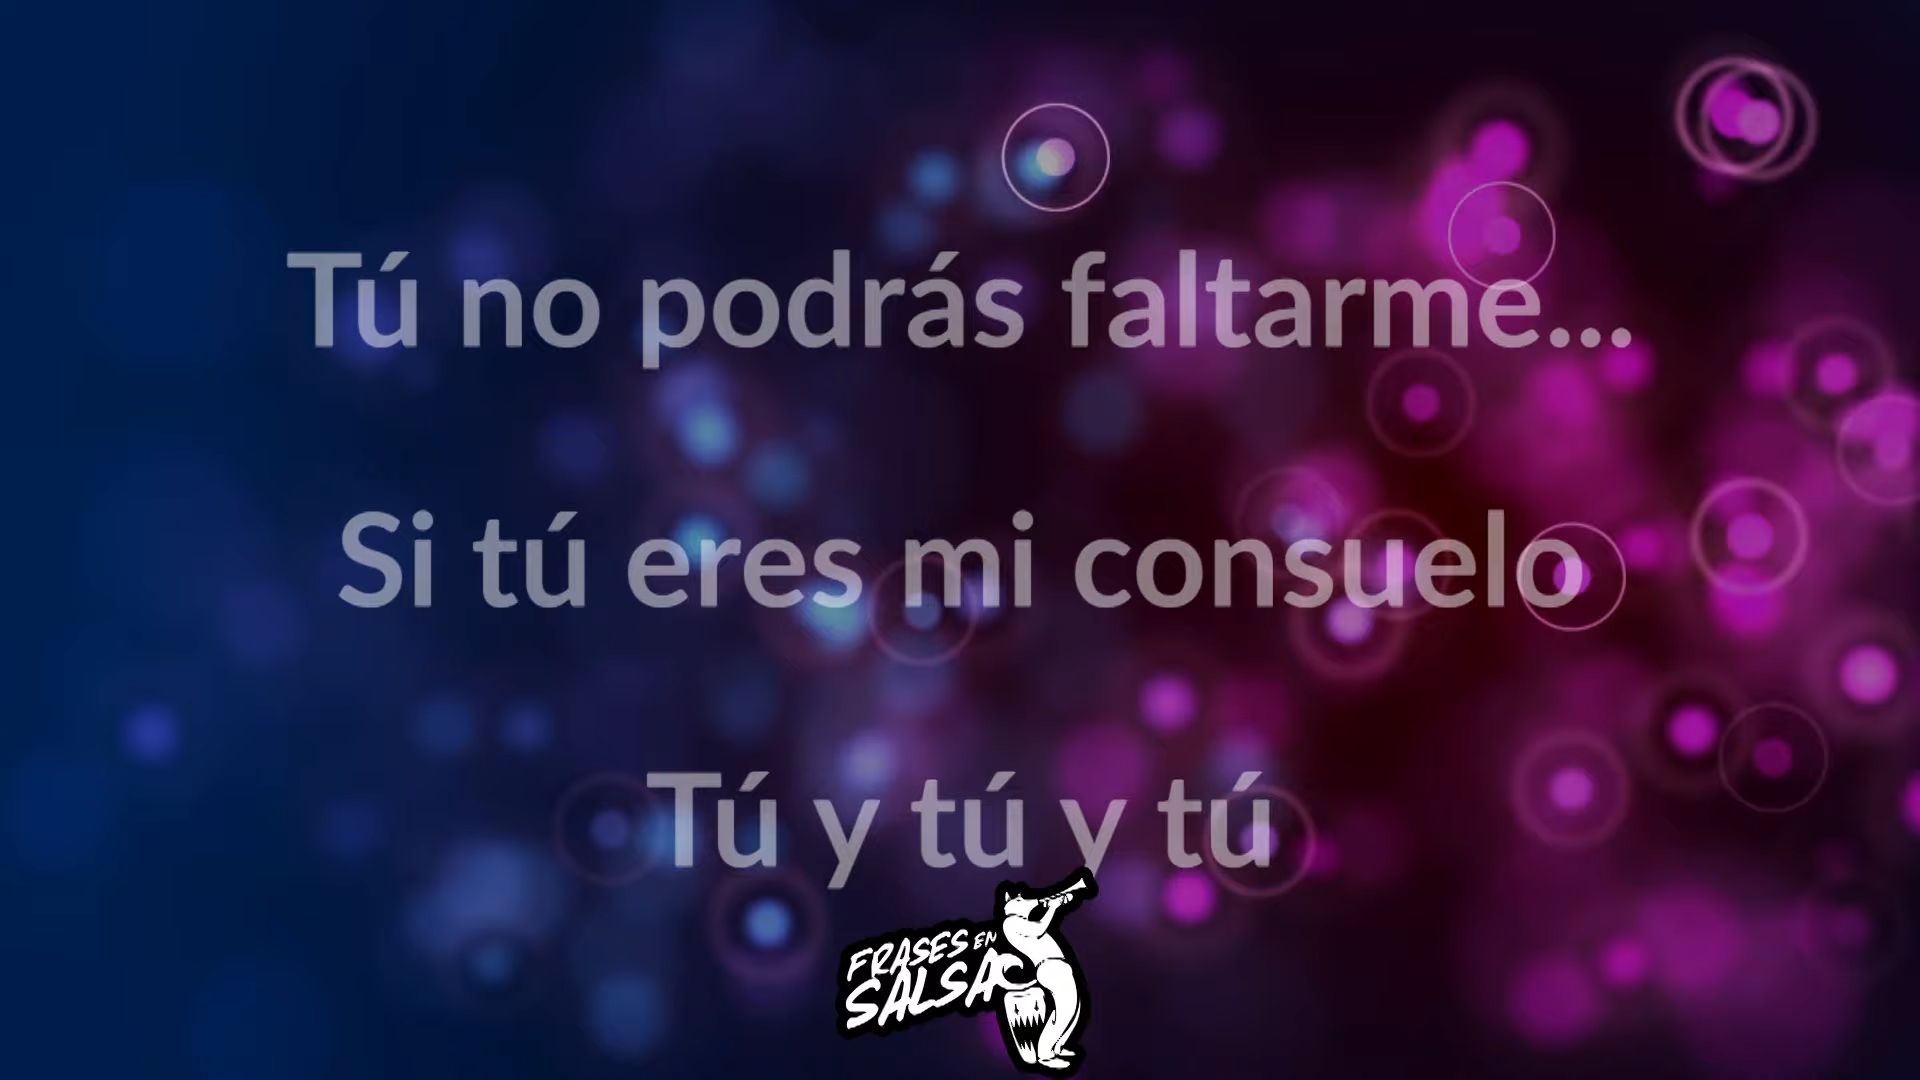 Tú no podrás faltarme...
Si tú eres mi consuelo
Tú y tú y tú
FRASES EN
SALSA